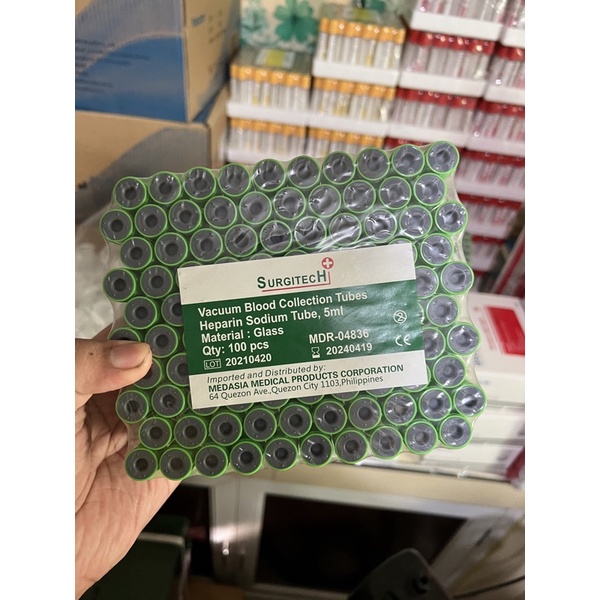 SURGITECH
Vacuum Blood Collection Tubes
Heparin Sodium Tube, 5ml
Material : Glass
Qty: 100 pcs
MDR-04836
LOT 20210420
20240419
CE
Imported and Distributed by:
MEDASIA MEDICAL PRODUCTS CORPORATION
64 Quezon Ave.,Quezon City 1103,Philippines